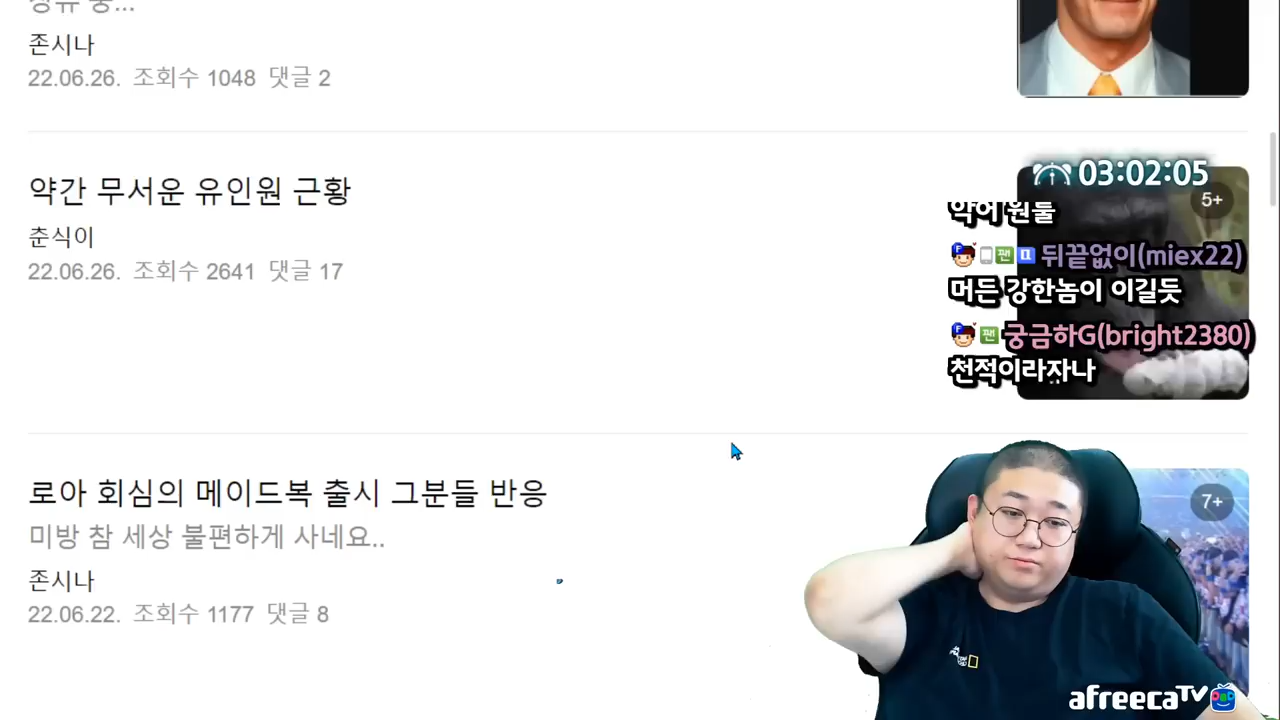 존시나
22.06.26. 조회수 1048 댓글 2
약간 무서운 유인원 근황
춘식이
22.06.26. 조회수 2641 댓글 17
03:02:05
5+
악어 원툴
뒤끝없이(miex22)
머든 강한놈이 이길듯
궁금하G(bright2380)
천적이라자나
로아 회심의 메이드복 출시 그분들 반응
미방 참 세상 불편하게 사네요..
존시나
22.06.22. 조회수 1177 댓글 8
7+
afreecaTV